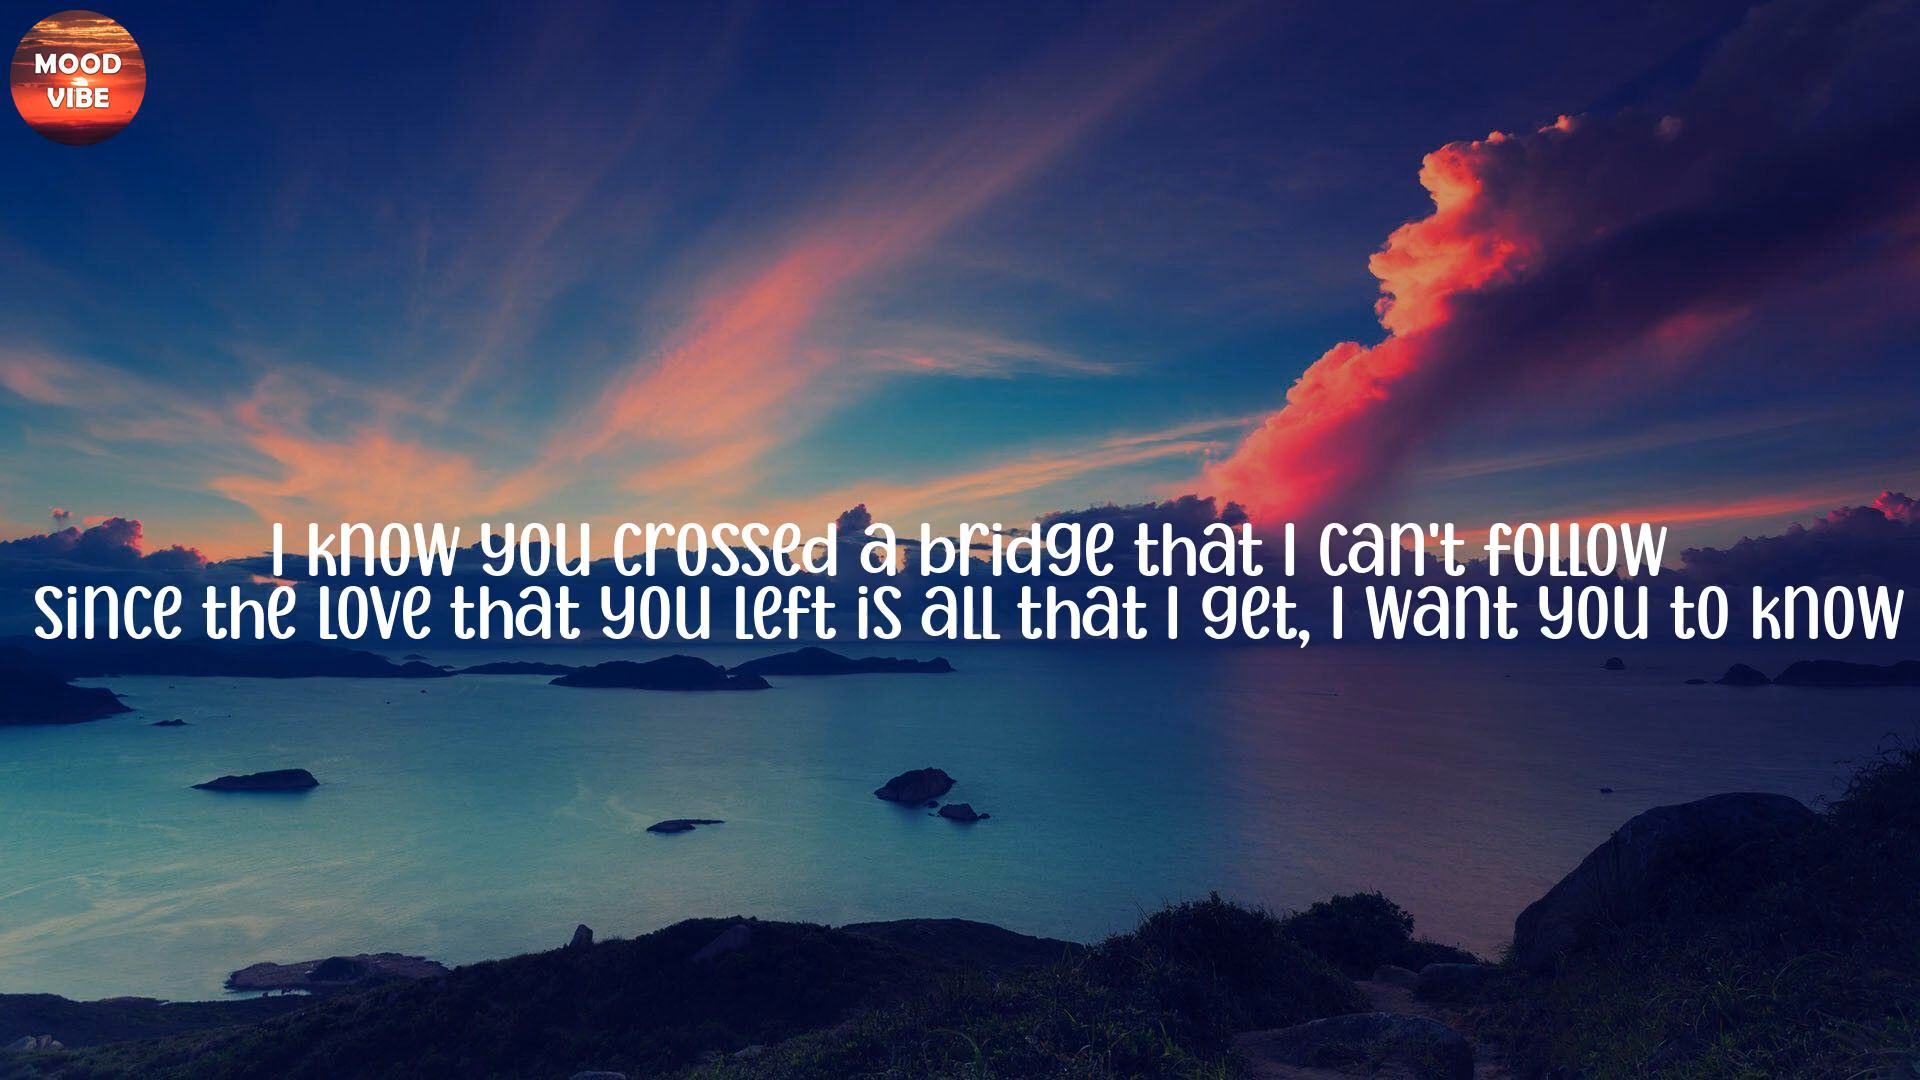 MOOD
VIBE
I know you crossed a bridge that I can't follow
since the love that you left is all that I get, I want you to know